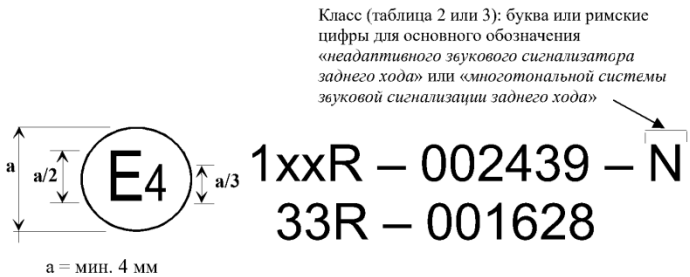 Класс (таблица 2 или 3): буква или римские
цифры для основного обозначения
«неадаптивного звукового сигнализатора
заднего хода» или «многотональной системы
звуковой сигнализации заднего хода»
a
a/2
E4
a/3
1xxR – 002439 – N
33R – 001628
a = мин. 4 мм